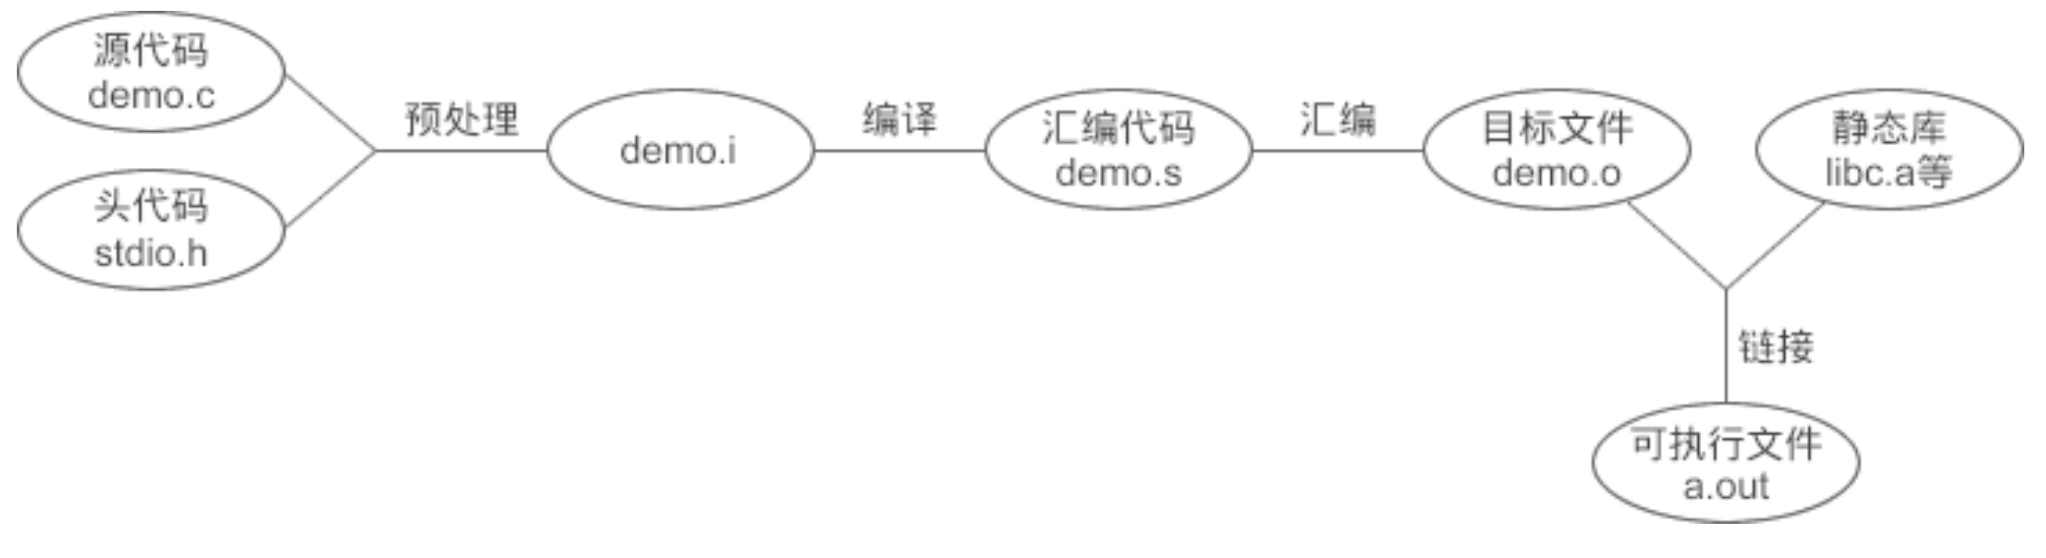 源代码
demo.c
头代码
stdio.h
预处理
demo.i
编译
汇编代码
demo.s
汇编
目标文件
demo.o
静态库
libc.a等
链接
可执行文件
a.out